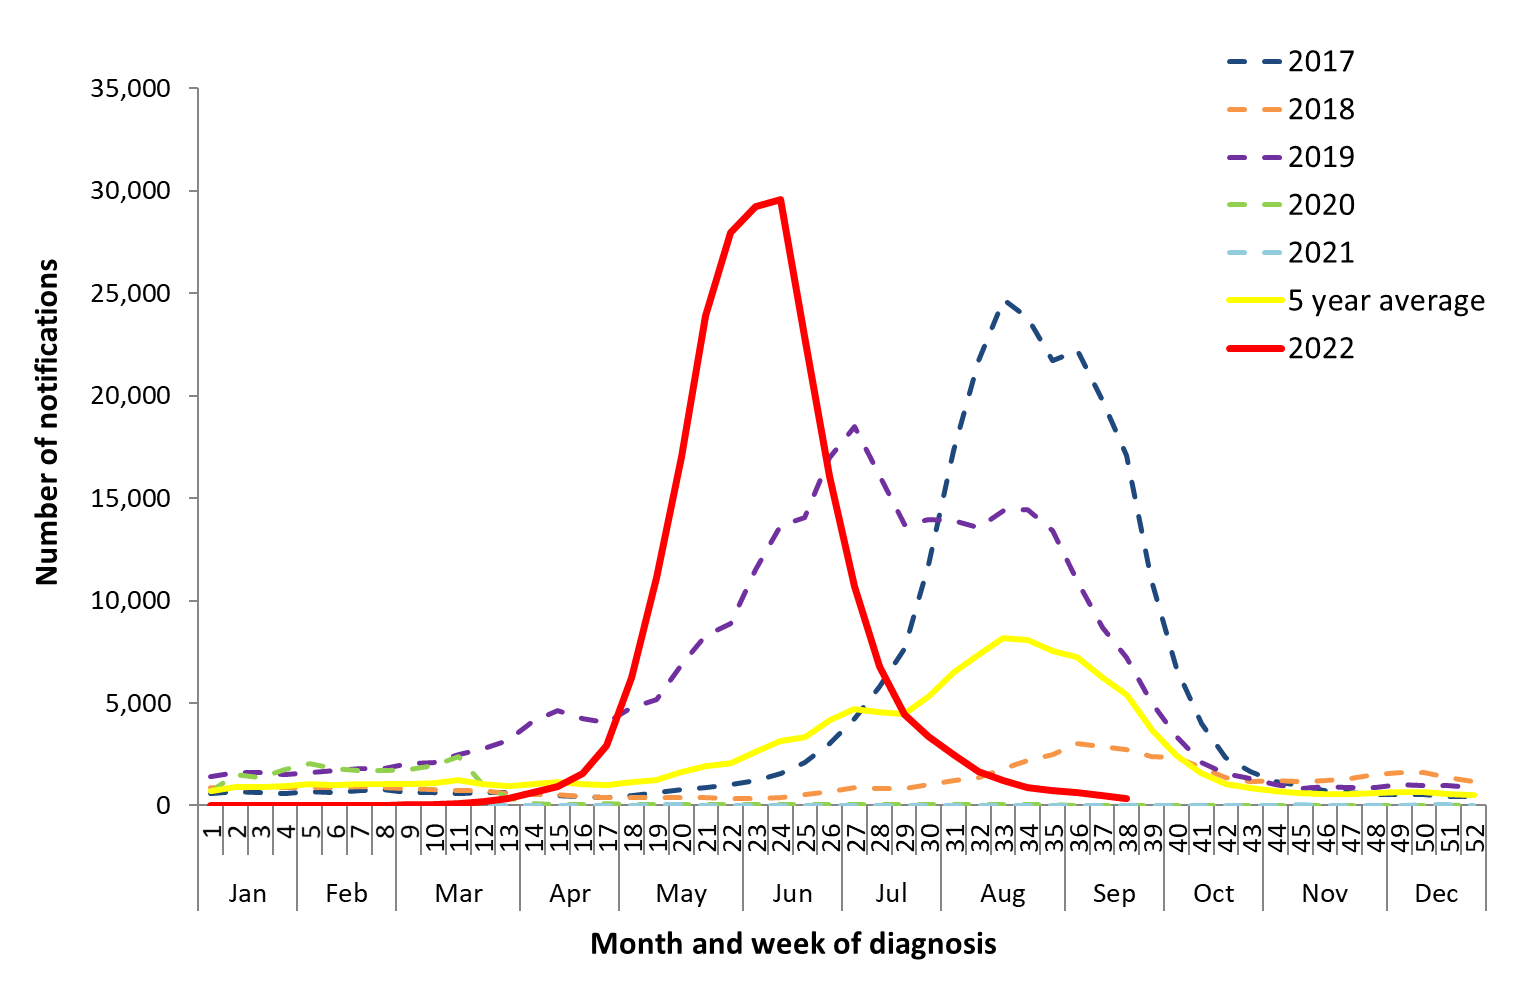 2017
2018
2019
2020
2021
5 year average
2022
35,000
30,000
25,000
20,000
15,000
10,000
5,000
0
Number of notifications
1 2 3 4 5 6 7 8 9 10 11 12 13 14 15 16 17 18 19 20 21 22 23 24 25 26 27 28 29 30 31 32 33 34 35 36 37 38 39 40 41 42 43 44 45 46 47 48 49 50 51 52
Jan Feb Mar Apr May Jun Jul Aug Sep Oct Nov Dec
Month and week of diagnosis